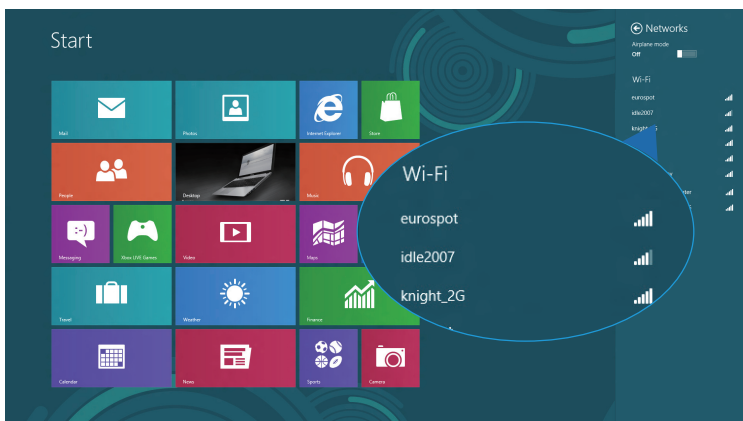 Start
Networks
Airplane mode
Off
Wi-Fi
eurospot
idle2007
Mail
Photos
Internet Explorer
Store
People
Desktop
Music
Messaging
Xbox LIVE Games
Video
Maps
Travel
Weather
Finance
Calendar
News
Sports
Camera
Wi-Fi
eurospot
idle2007
knight_2G